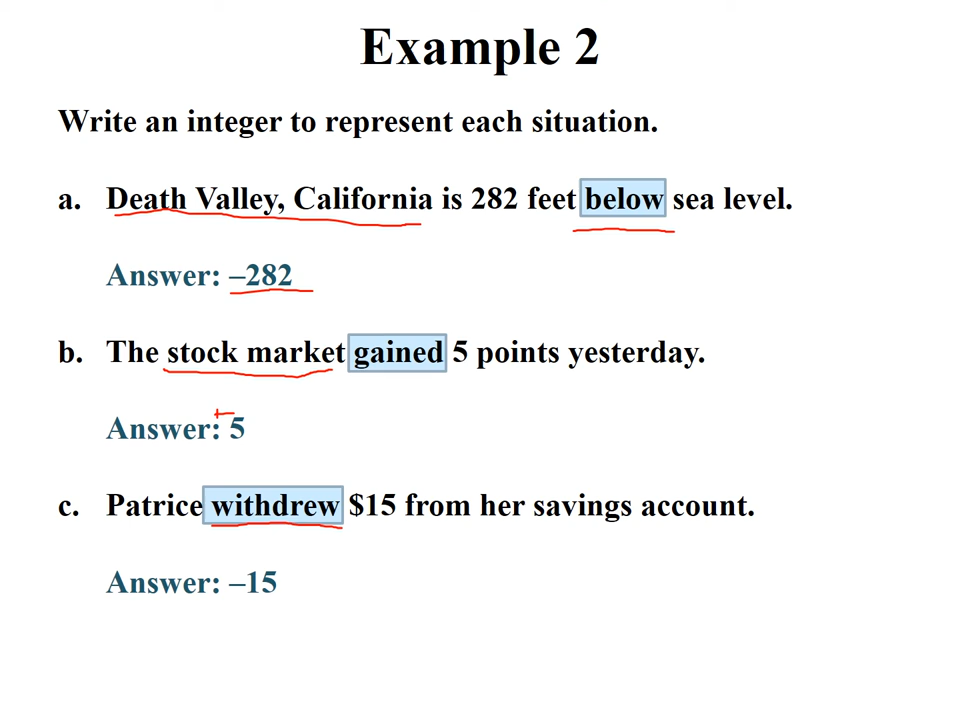 Example 2
Write an integer to represent each situation.
a. Death Valley, California is 282 feet below sea level.
Answer: –282
b. The stock market gained 5 points yesterday.
+
Answer: 5
c. Patrice withdrew $15 from her savings account.
Answer: –15